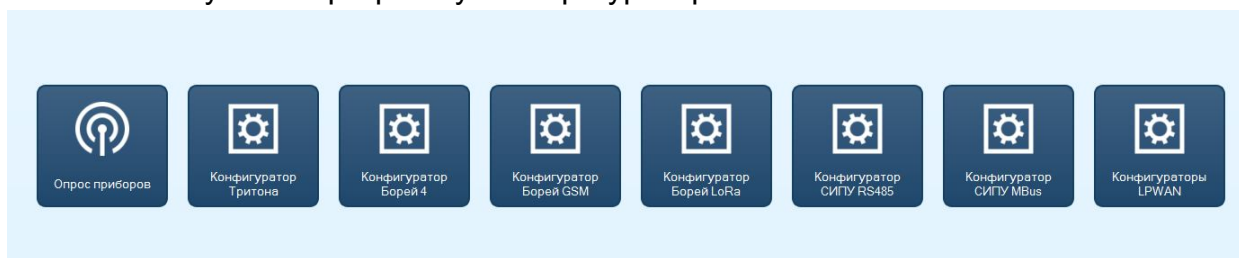 Опрос приборов
Конфигуратор
Тритона
Конфигуратор
Борей 4
Конфигуратор
Борей GSM
Конфигуратор
Борей LoRa
Конфигуратор
СИПУ RS485
Конфигуратор
СИПУ MBus
Конфигураторы
LPWAN